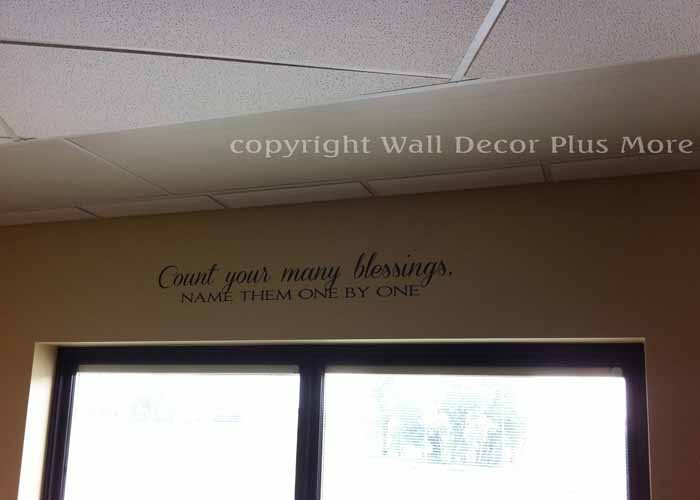 copyright Wall Decor Plus More
Count your many blessings,
NAME THEM ONE BY ONE